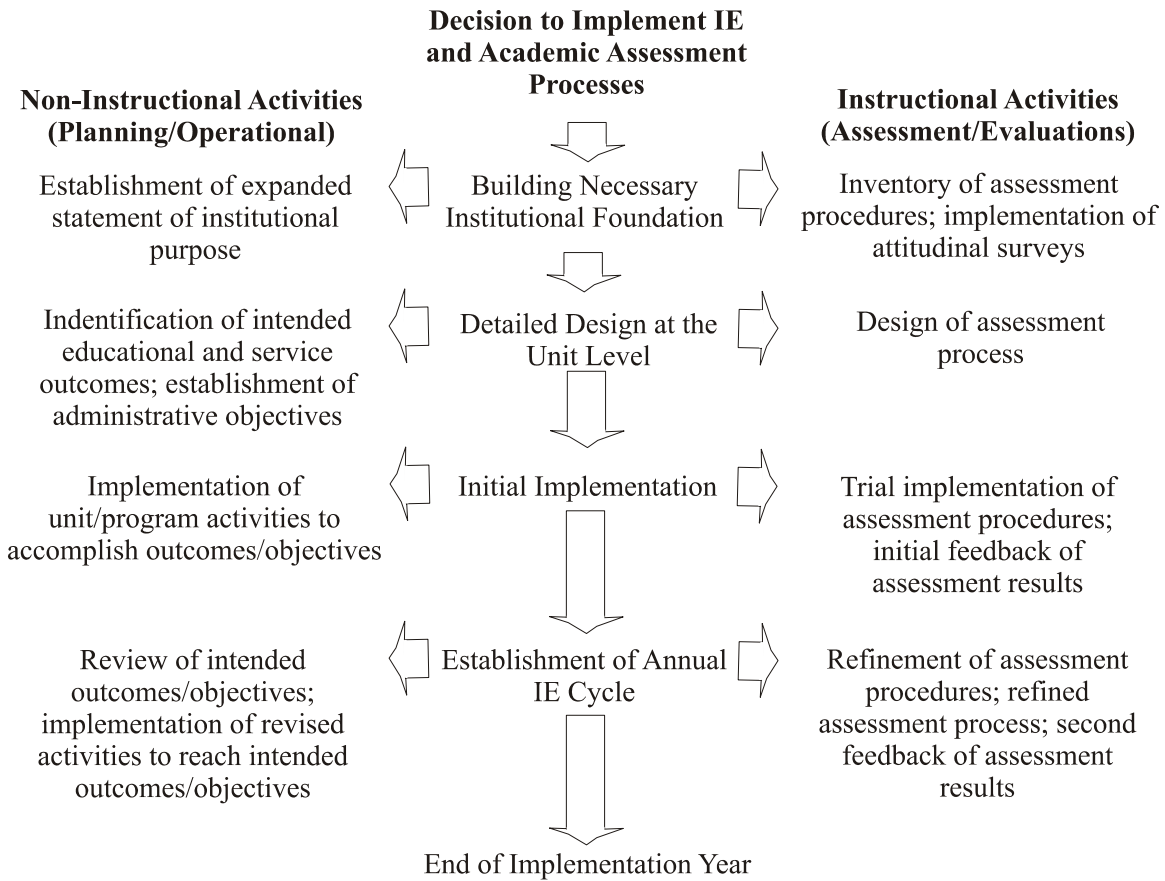 Decision to Implement IE
and Academic Assessment
Processes
Non-Instructional Activities
(Planning/Operational)
Instructional Activities
(Assessment/Evaluations)
Establishment of expanded
statement of institutional
purpose
Building Necessary
Institutional Foundation
Inventory of assessment
procedures; implementation of
attitudinal surveys
Indentification of intended
educational and service
outcomes; establishment of
administrative objectives
Detailed Design at the
Unit Level
Design of assessment
process
Implementation of
unit/program activities to
accomplish outcomes/objectives
Initial Implementation
Trial implementation of
assessment procedures;
initial feedback of
assessment results
Review of intended
outcomes/objectives;
implementation of revised
activities to reach intended
outcomes/objectives
Establishment of Annual
IE Cycle
Refinement of assessment
procedures; refined
assessment process; second
feedback of assessment
results
End of Implementation Year